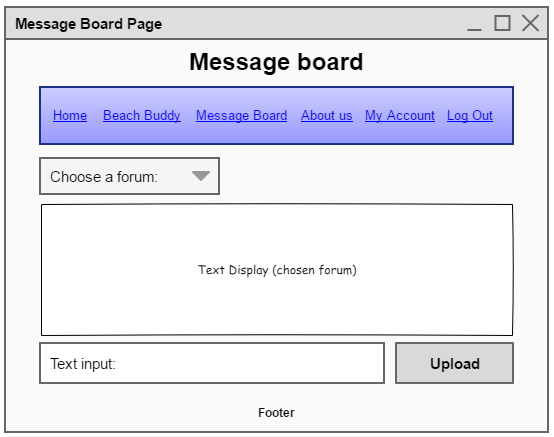 Message Board Page
Message board
Home Beach Buddy Message Board About us My Account Log Out
Choose a forum:
Text Display (chosen forum)
Text input: Upload
Footer